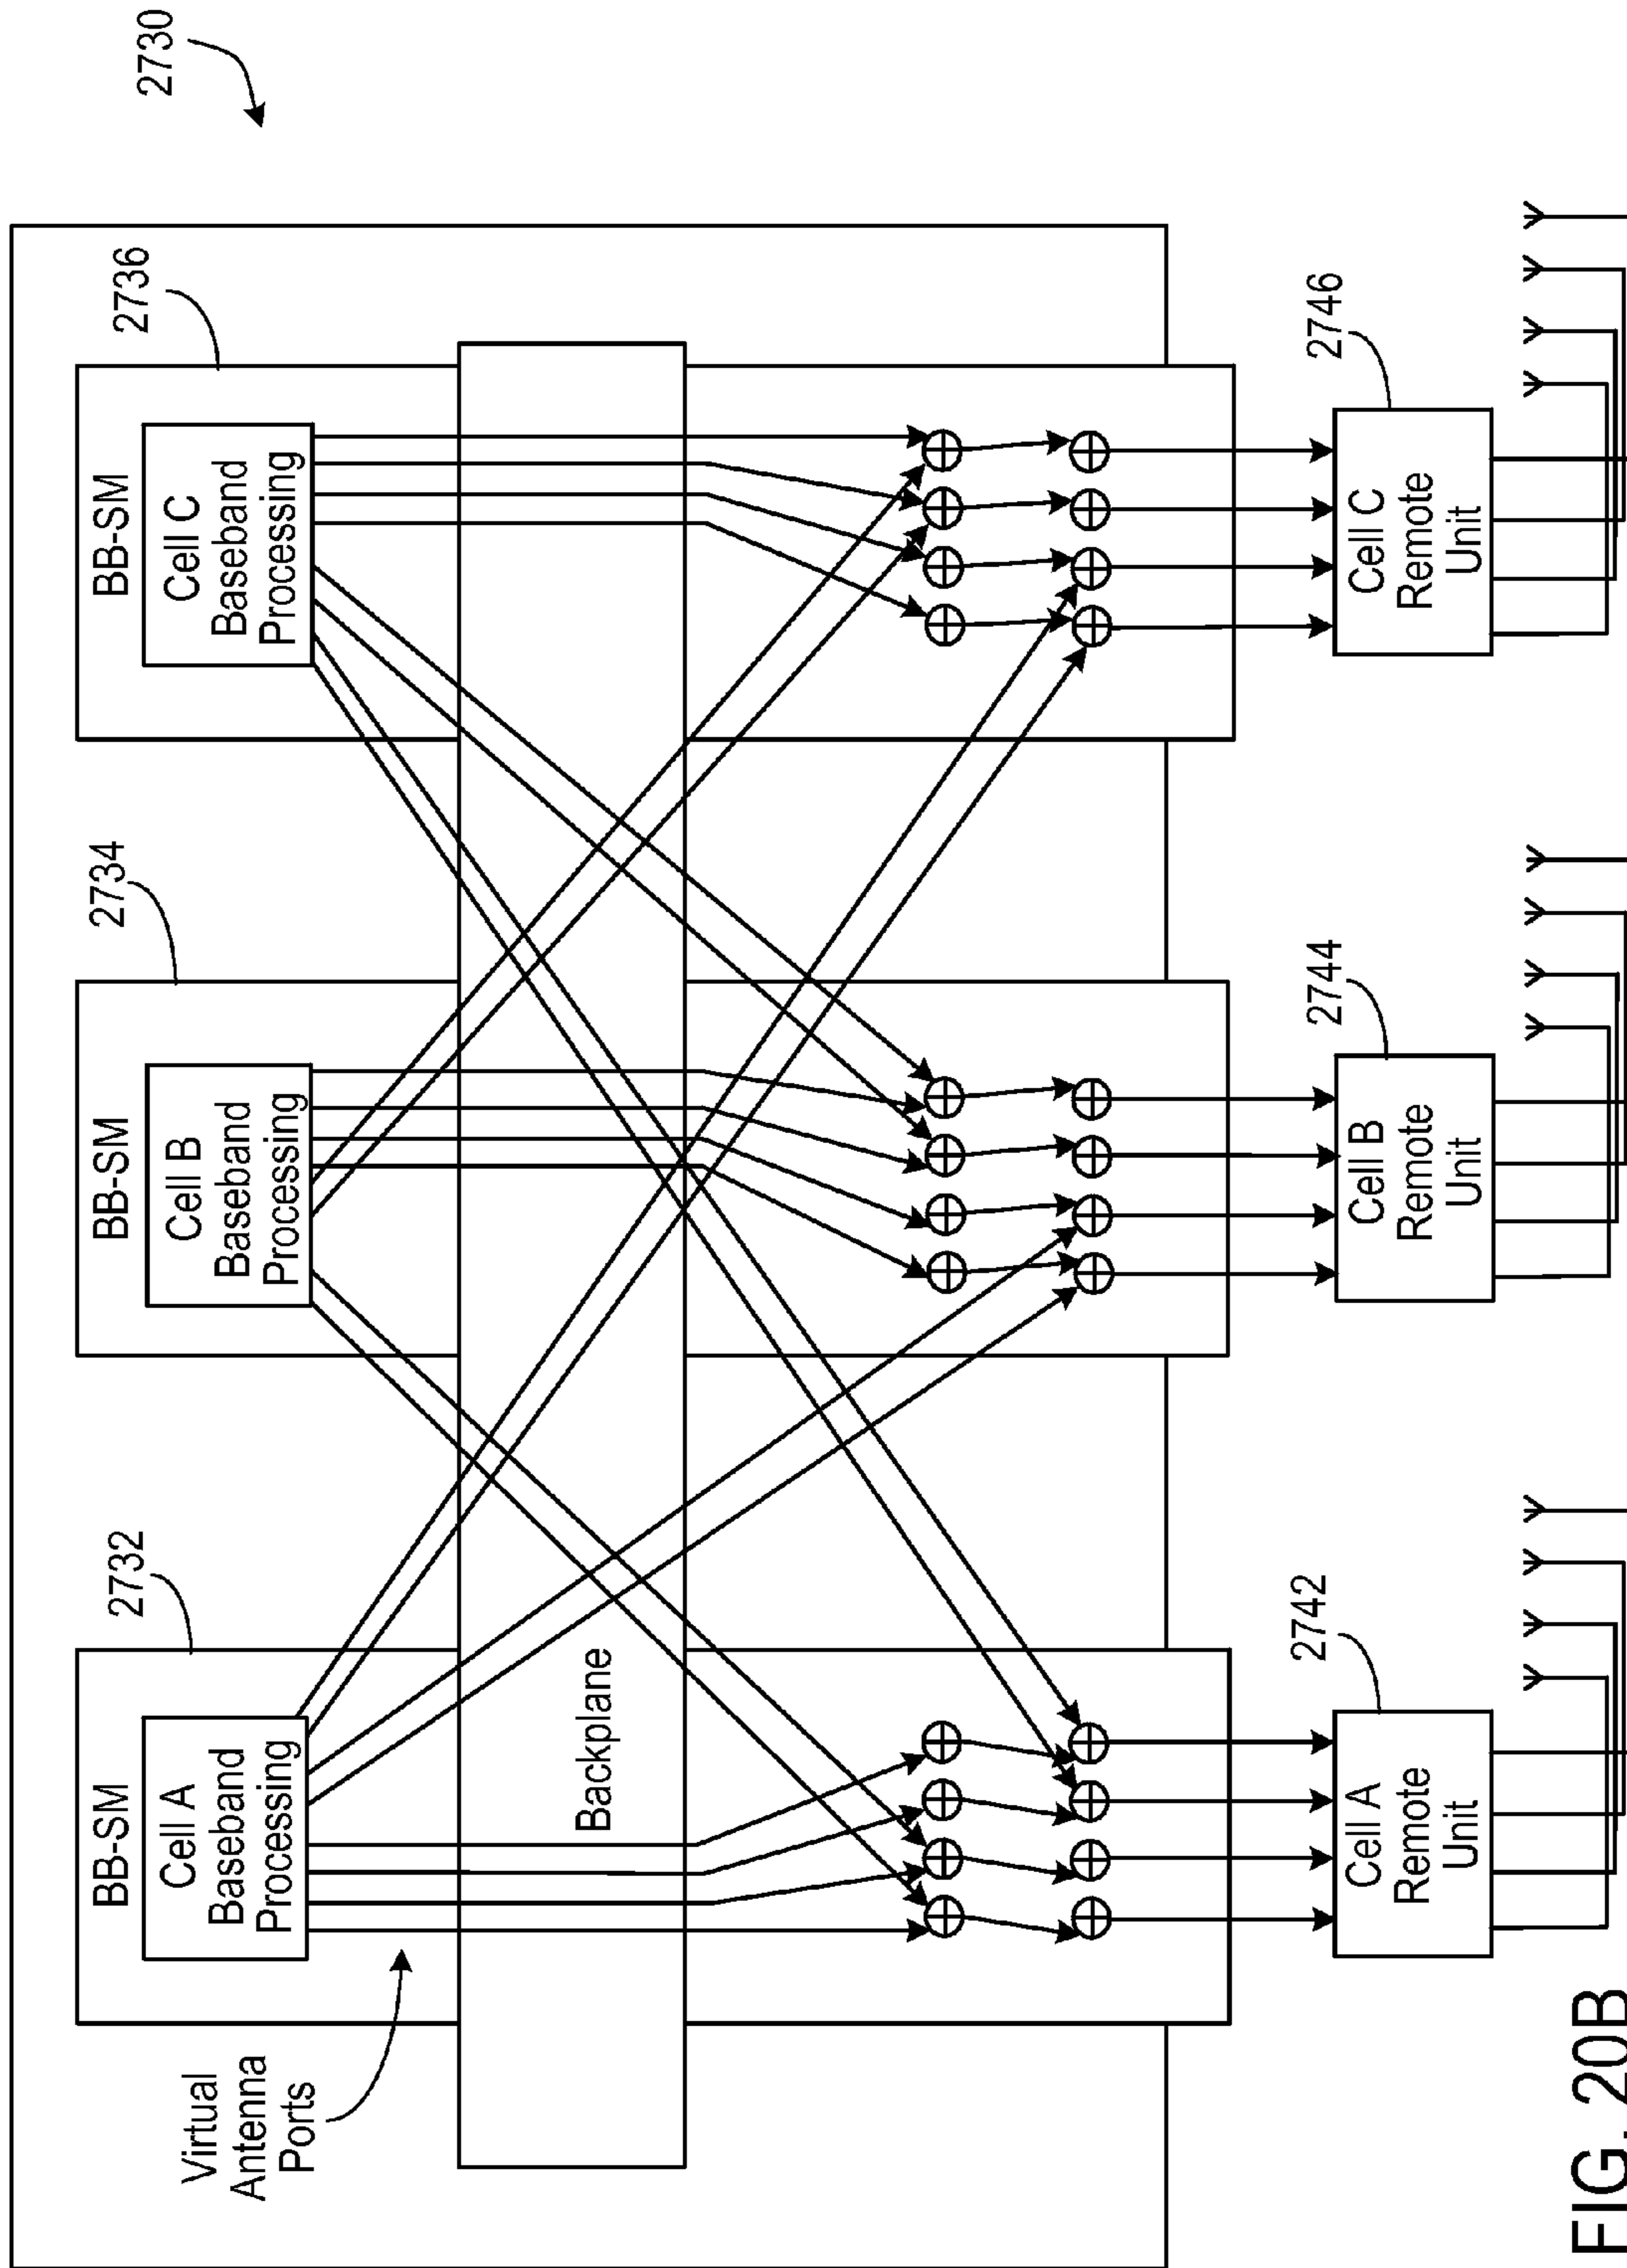 2730
2732
2734
2736
BB-SM
BB-SM
BB-SM
Cell A
Baseband
Processing
Cell B
Baseband
Processing
Cell C
Baseband
Processing
Virtual
Antenna
Ports
Backplane
2742
2744
2746
Cell A
Remote
Unit
Cell B
Remote
Unit
Cell C
Remote
Unit
FIG. 20B